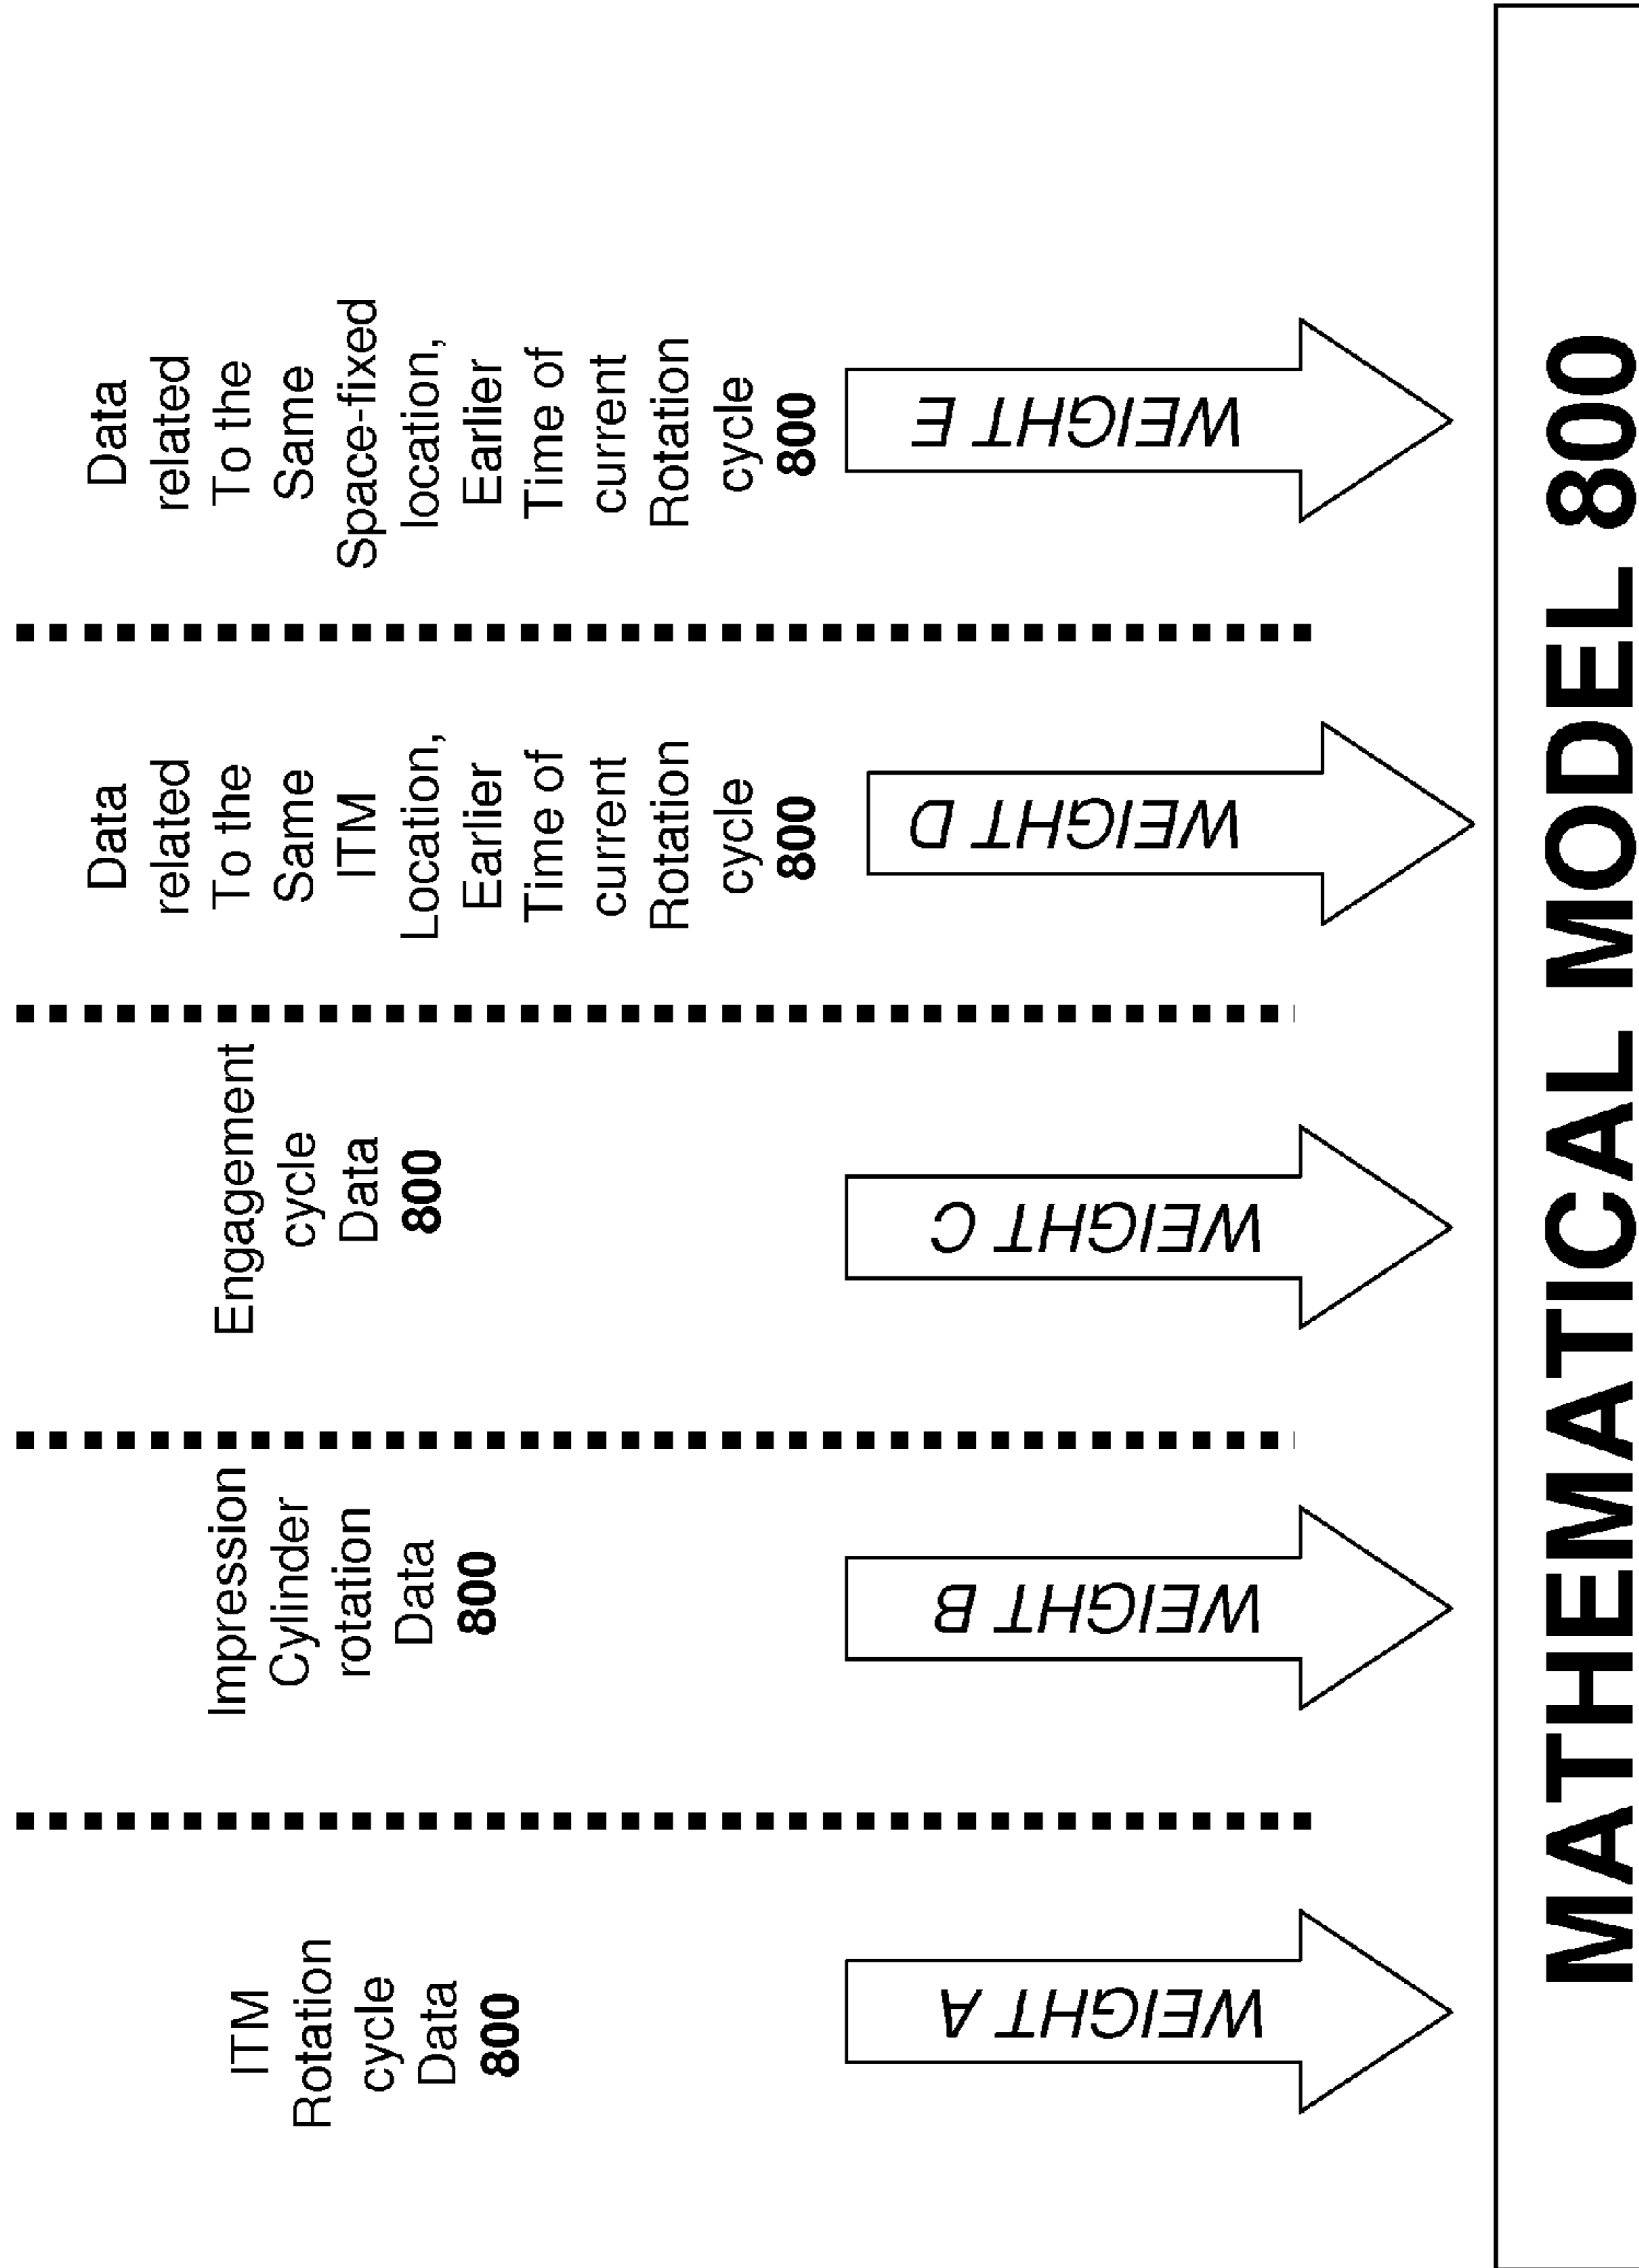 ITM
Rotation
cycle
Data
800
WEIGHT A
Impression
Cylinder
rotation
Data
800
WEIGHT B
Engagement
cycle
Data
800
WEIGHT C
Data
related
To the
Same
ITM
Location,
Earlier
Time of
current
Rotation
cycle
800
WEIGHT D
Data
related
To the
Same
Space-fixed
location,
Earlier
Time of
current
Rotation
cycle
800
WEIGHT E
MATHEMATICAL MODEL 800